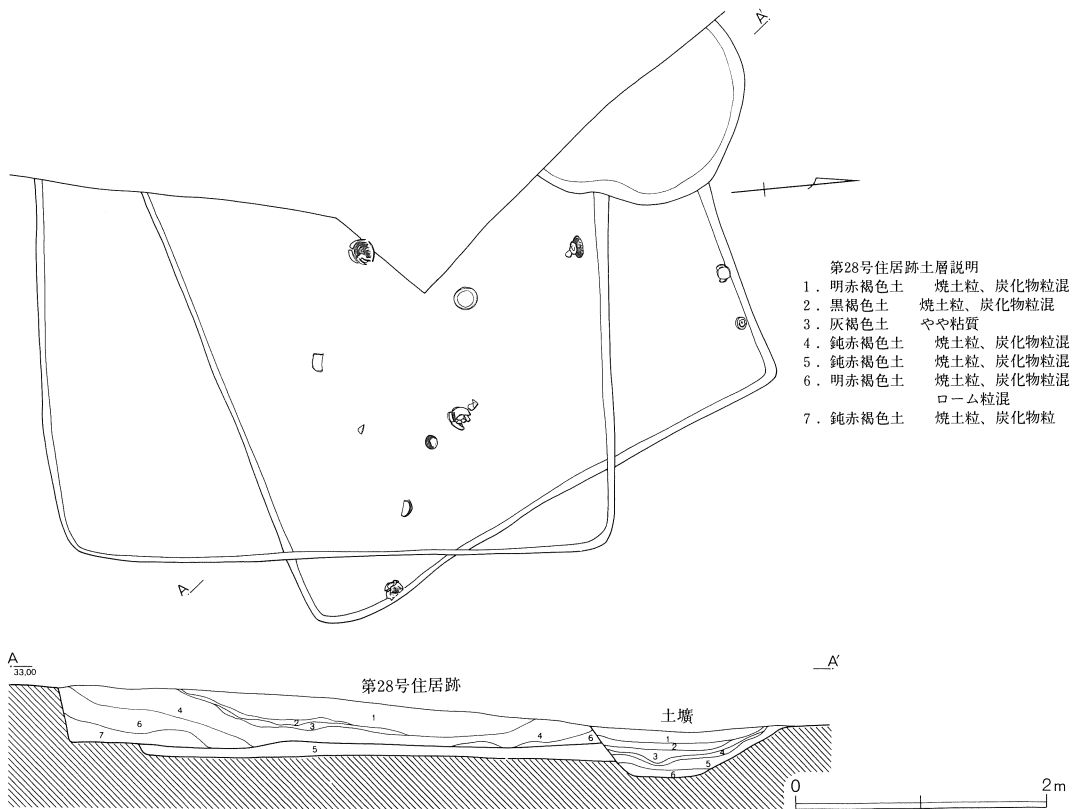 A'
第28号住居跡土層説明
1．明赤褐色土　　焼土粒、炭化物粒混
2．黒褐色土　焼土粒、炭化物粒混
3．灰褐色土　やや粘質
4．鈍赤褐色土　　焼土粒、炭化物粒混
5．鈍赤褐色土　　焼土粒、炭化物粒混
6．明赤褐色土　　焼土粒、炭化物粒混
ローム粒混
7．鈍赤褐色土　　焼土粒、炭化物粒
A
A
33,00
A'
第28号住居跡
土壙
1
2
3
4
6
7
5
4
6
1
2
3
4
5
6
0
2m